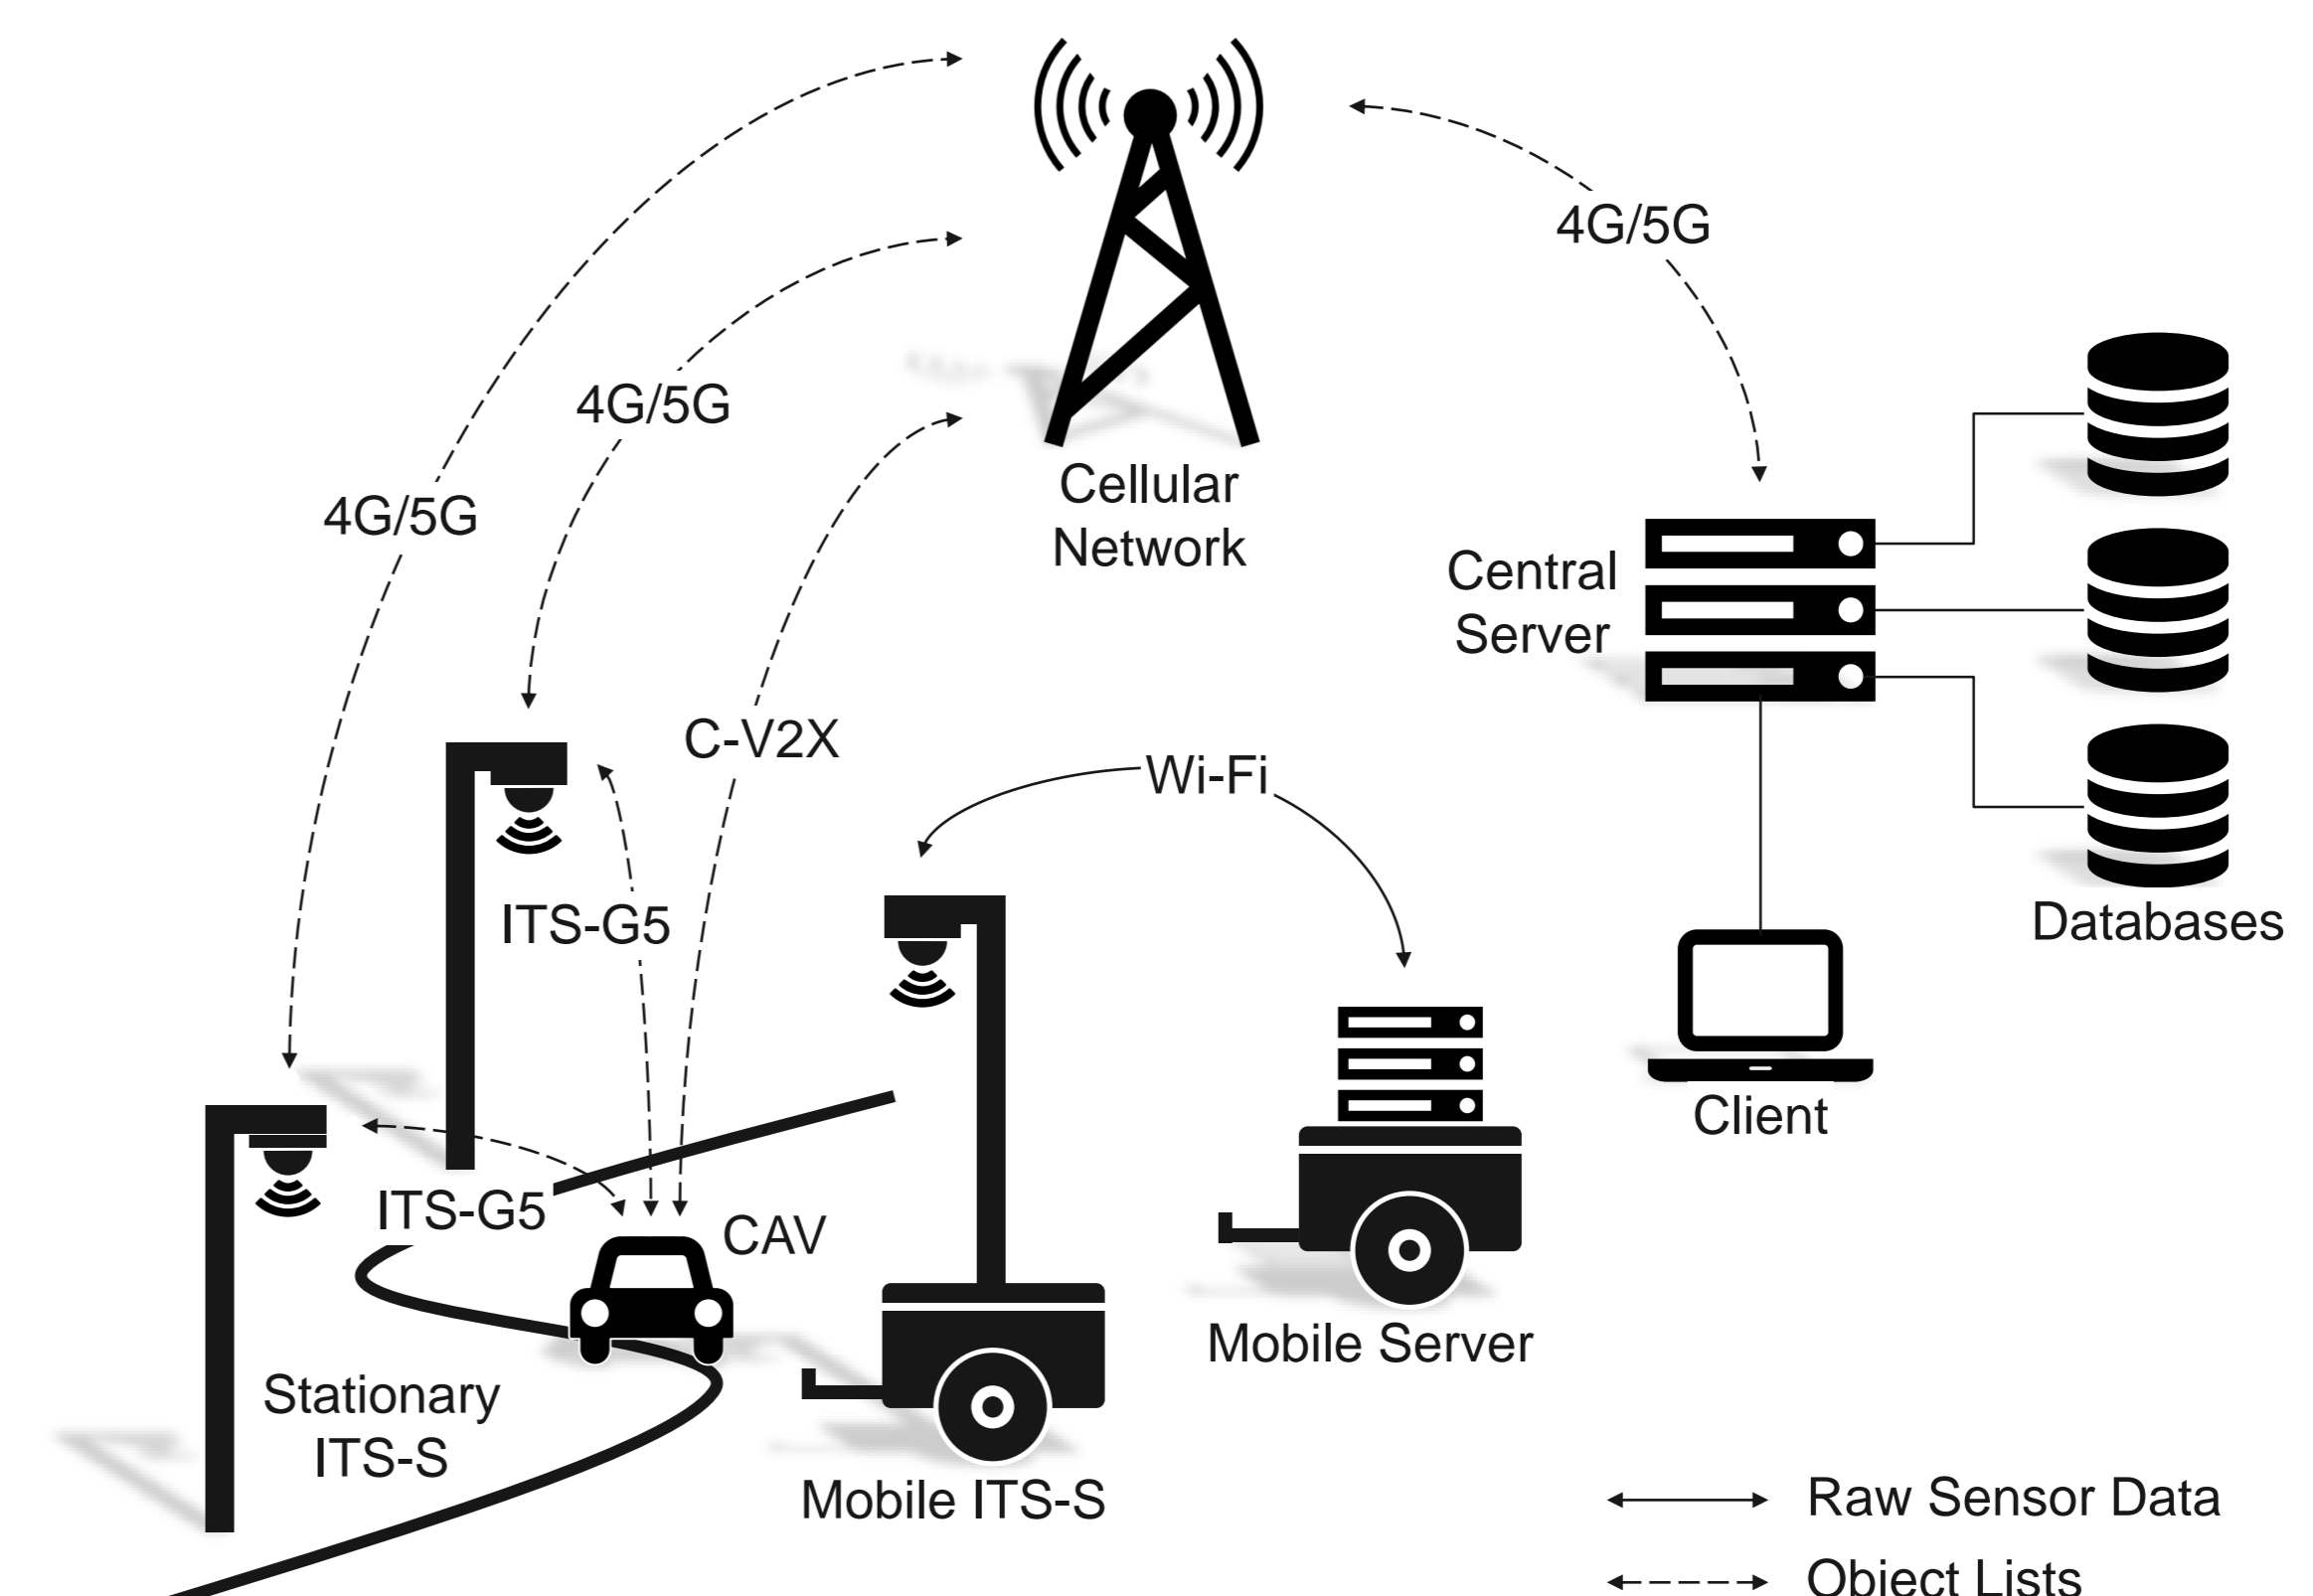 4G/5G
4G/5G
4G/5G
Cellular
Network
Central
Server
C-V2X
Wi-Fi
ITS-G5
Databases
Client
ITS-G5
CAV
Mobile Server
Stationary
ITS-S
Mobile ITS-S
Raw Sensor Data
Object Lists